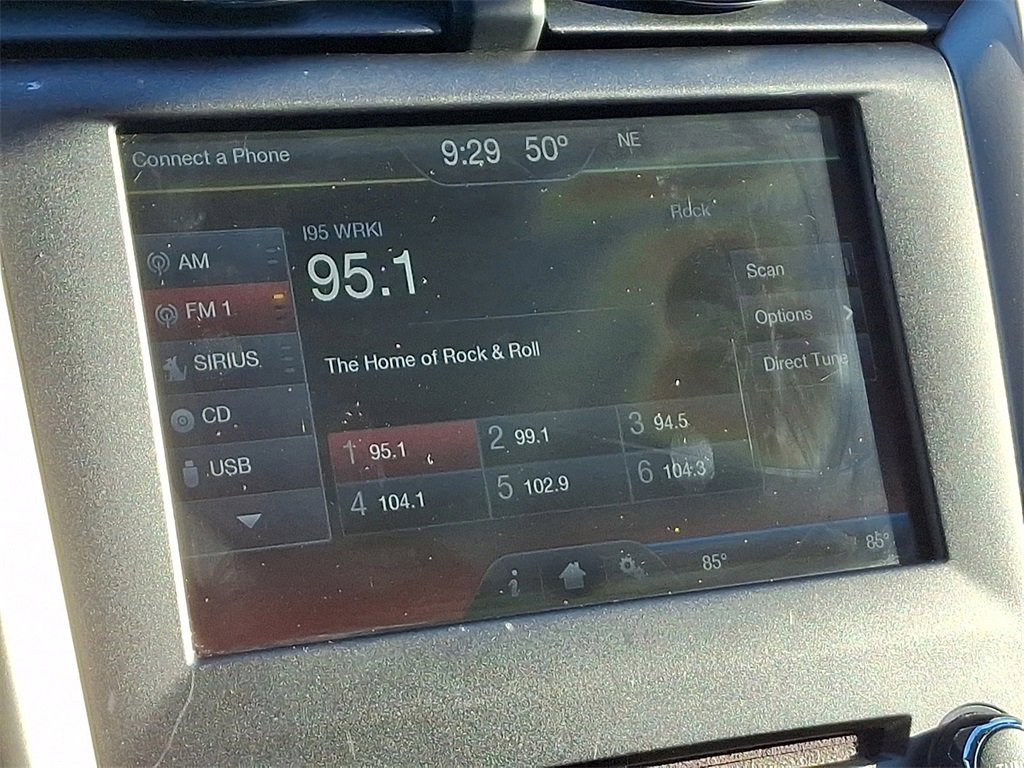 Connect a Phone 9:29 50° NE
I95 WRKI Rock
95.1
AM
FM 1
SIRIUS
CD
USB
The Home of Rock & Roll
Scan
Options
Direct Tune
1 95.1 2 99.1 3 94.5
4 104.1 5 102.9 6 104.3
i 85° 85°